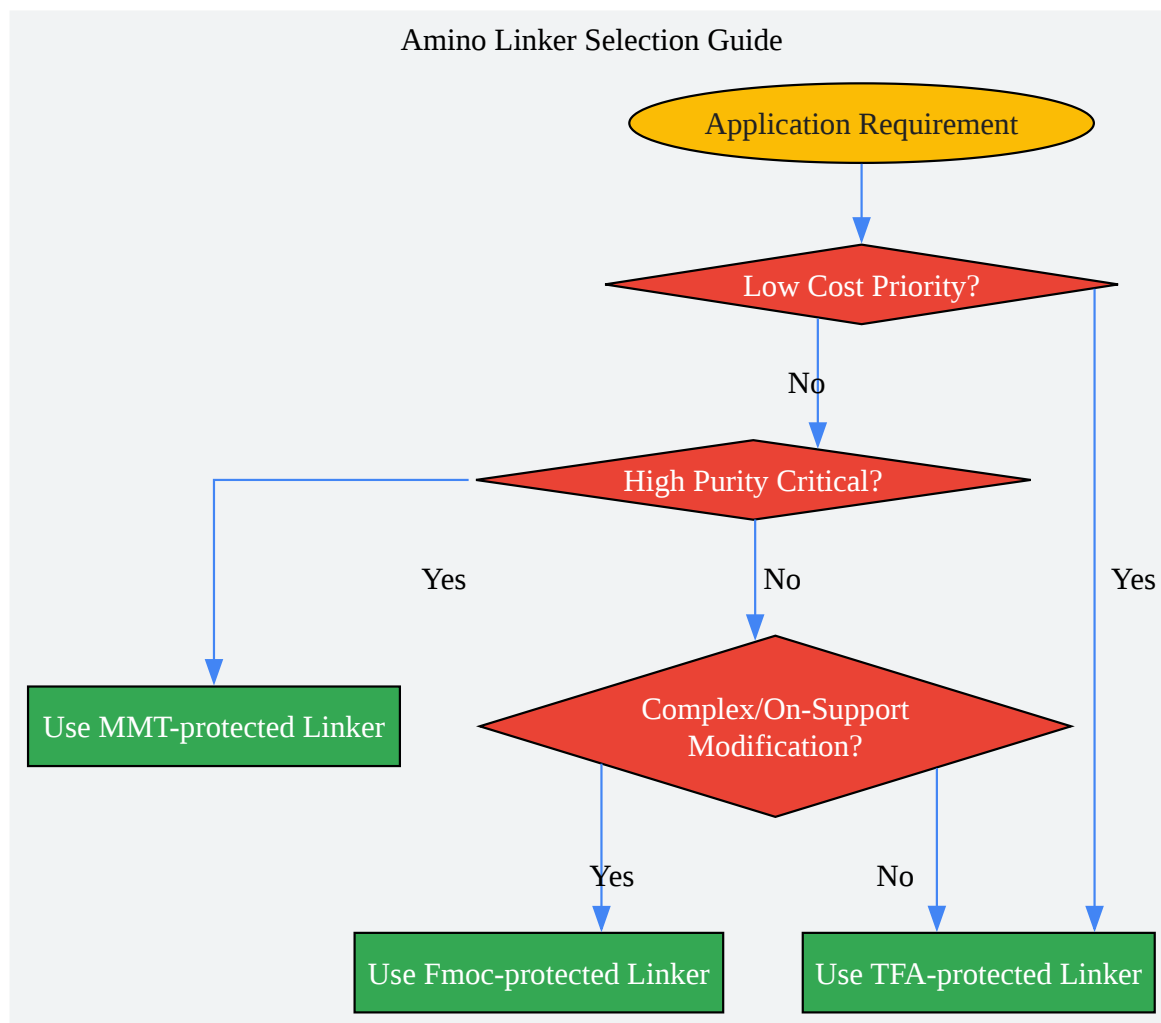 Amino Linker Selection Guide
Application Requirement
Low Cost Priority?
No
High Purity Critical?
Yes
No
Yes
Complex/On-Support
Modification?
Use MMT-protected Linker
Yes
No
Use Fmoc-protected Linker
Use TFA-protected Linker